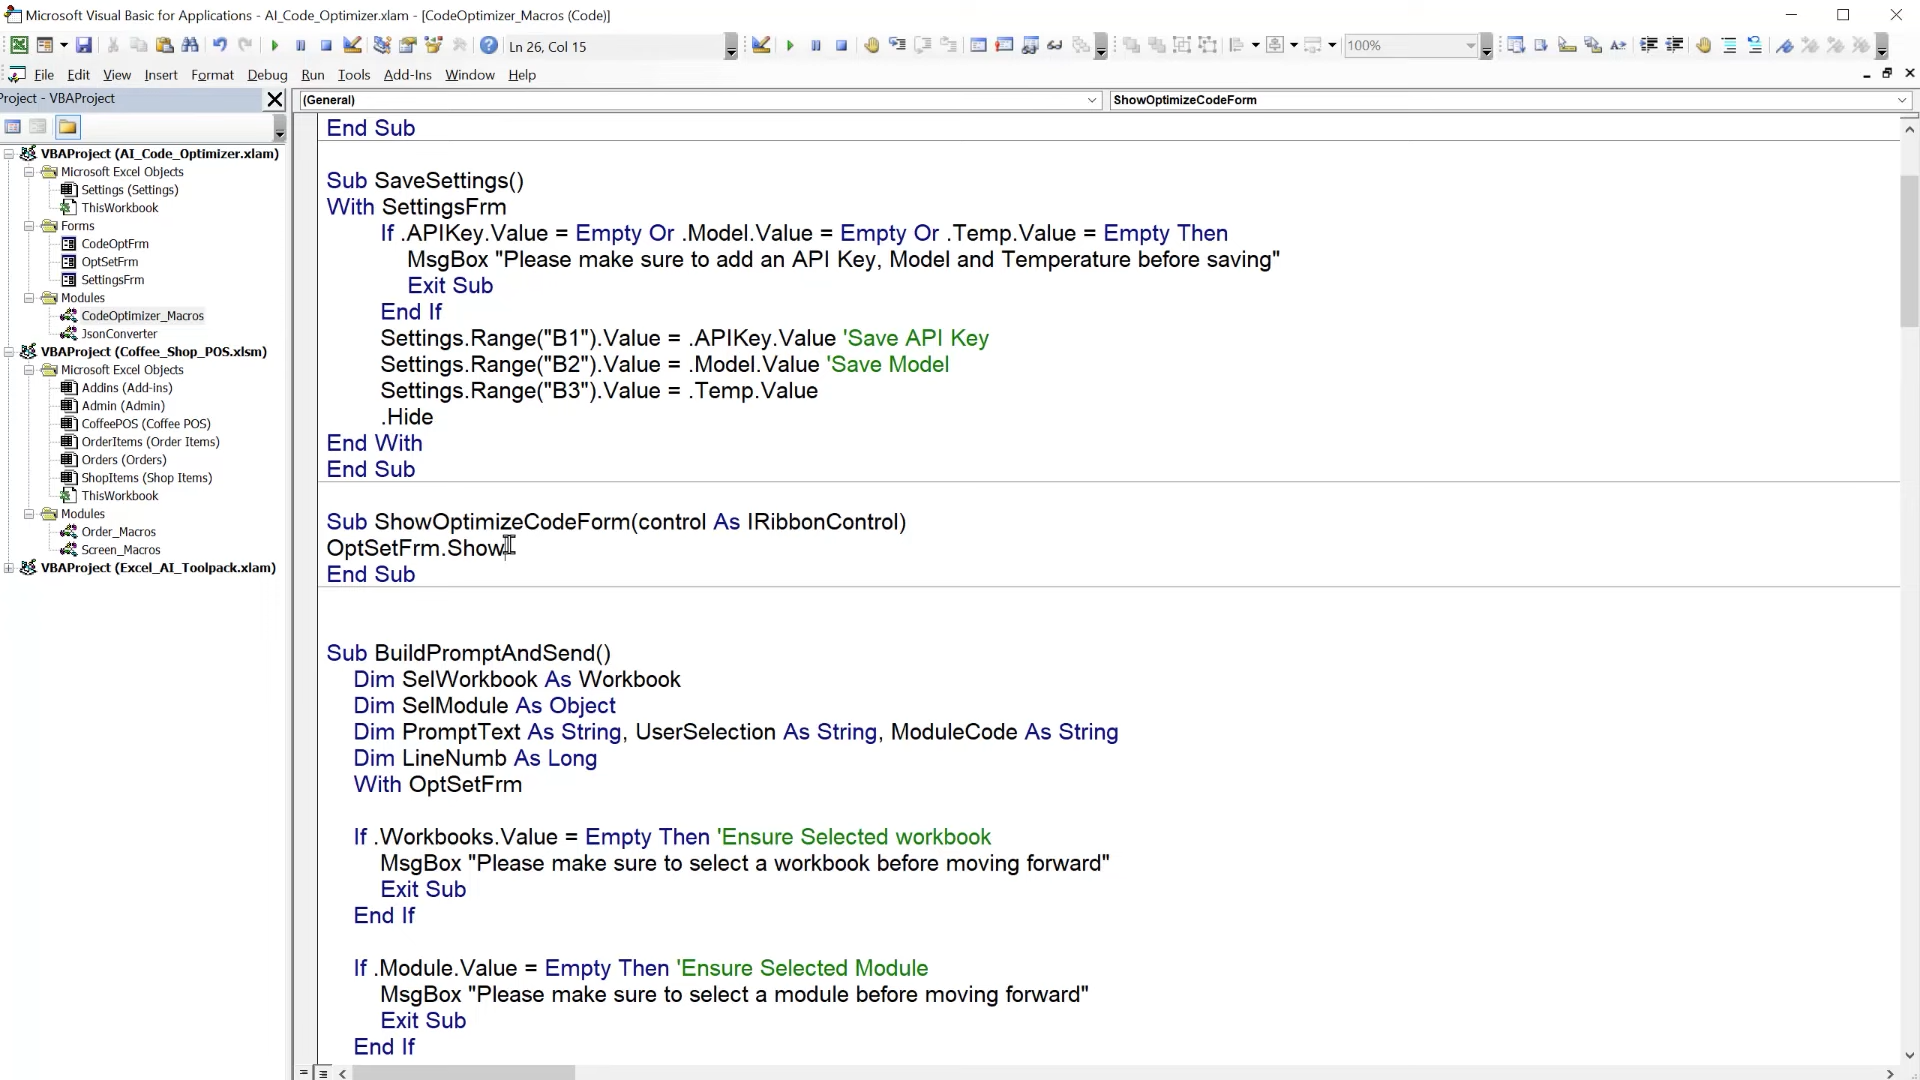 Microsoft Visual Basic for Applications - AI_Code_Optimizer.xlam - [CodeOptimizer_Macros (Code)]
Ln 26, Col 15
100%
File Edit View Insert Format Debug Run Tools Add-Ins Window Help
Project - VBAProject
(General)
ShowOptimizeCodeForm
VBAProject (AI_Code_Optimizer.xlam)
Microsoft Excel Objects
Settings (Settings)
ThisWorkbook
Forms
CodeOptFrm
OptSetFrm
SettingsFrm
Modules
CodeOptimizer_Macros
JsonConverter
VBAProject (Coffee_Shop_POS.xlsm)
Microsoft Excel Objects
Addins (Add-ins)
Admin (Admin)
CoffeePOS (Coffee POS)
OrderItems (Order Items)
Orders (Orders)
ShopItems (Shop Items)
ThisWorkbook
Modules
Order_Macros
Screen_Macros
VBAProject (Excel_AI_Toolpack.xlam)
End Sub
Sub SaveSettings()
With SettingsFrm
If .APIKey.Value = Empty Or .Model.Value = Empty Or .Temp.Value = Empty Then
MsgBox "Please make sure to add an API Key, Model and Temperature before saving"
Exit Sub
End If
Settings.Range("B1").Value = .APIKey.Value 'Save API Key
Settings.Range("B2").Value = .Model.Value 'Save Model
Settings.Range("B3").Value = .Temp.Value
.Hide
End With
End Sub
Sub ShowOptimizeCodeForm(control As IRibbonControl)
OptSetFrm.Show
End Sub
Sub BuildPromptAndSend()
Dim SelWorkbook As Workbook
Dim SelModule As Object
Dim PromptText As String, UserSelection As String, ModuleCode As String
Dim LineNumb As Long
With OptSetFrm
If .Workbooks.Value = Empty Then 'Ensure Selected workbook
MsgBox "Please make sure to select a workbook before moving forward"
Exit Sub
End If
If .Module.Value = Empty Then 'Ensure Selected Module
MsgBox "Please make sure to select a module before moving forward"
Exit Sub
End If